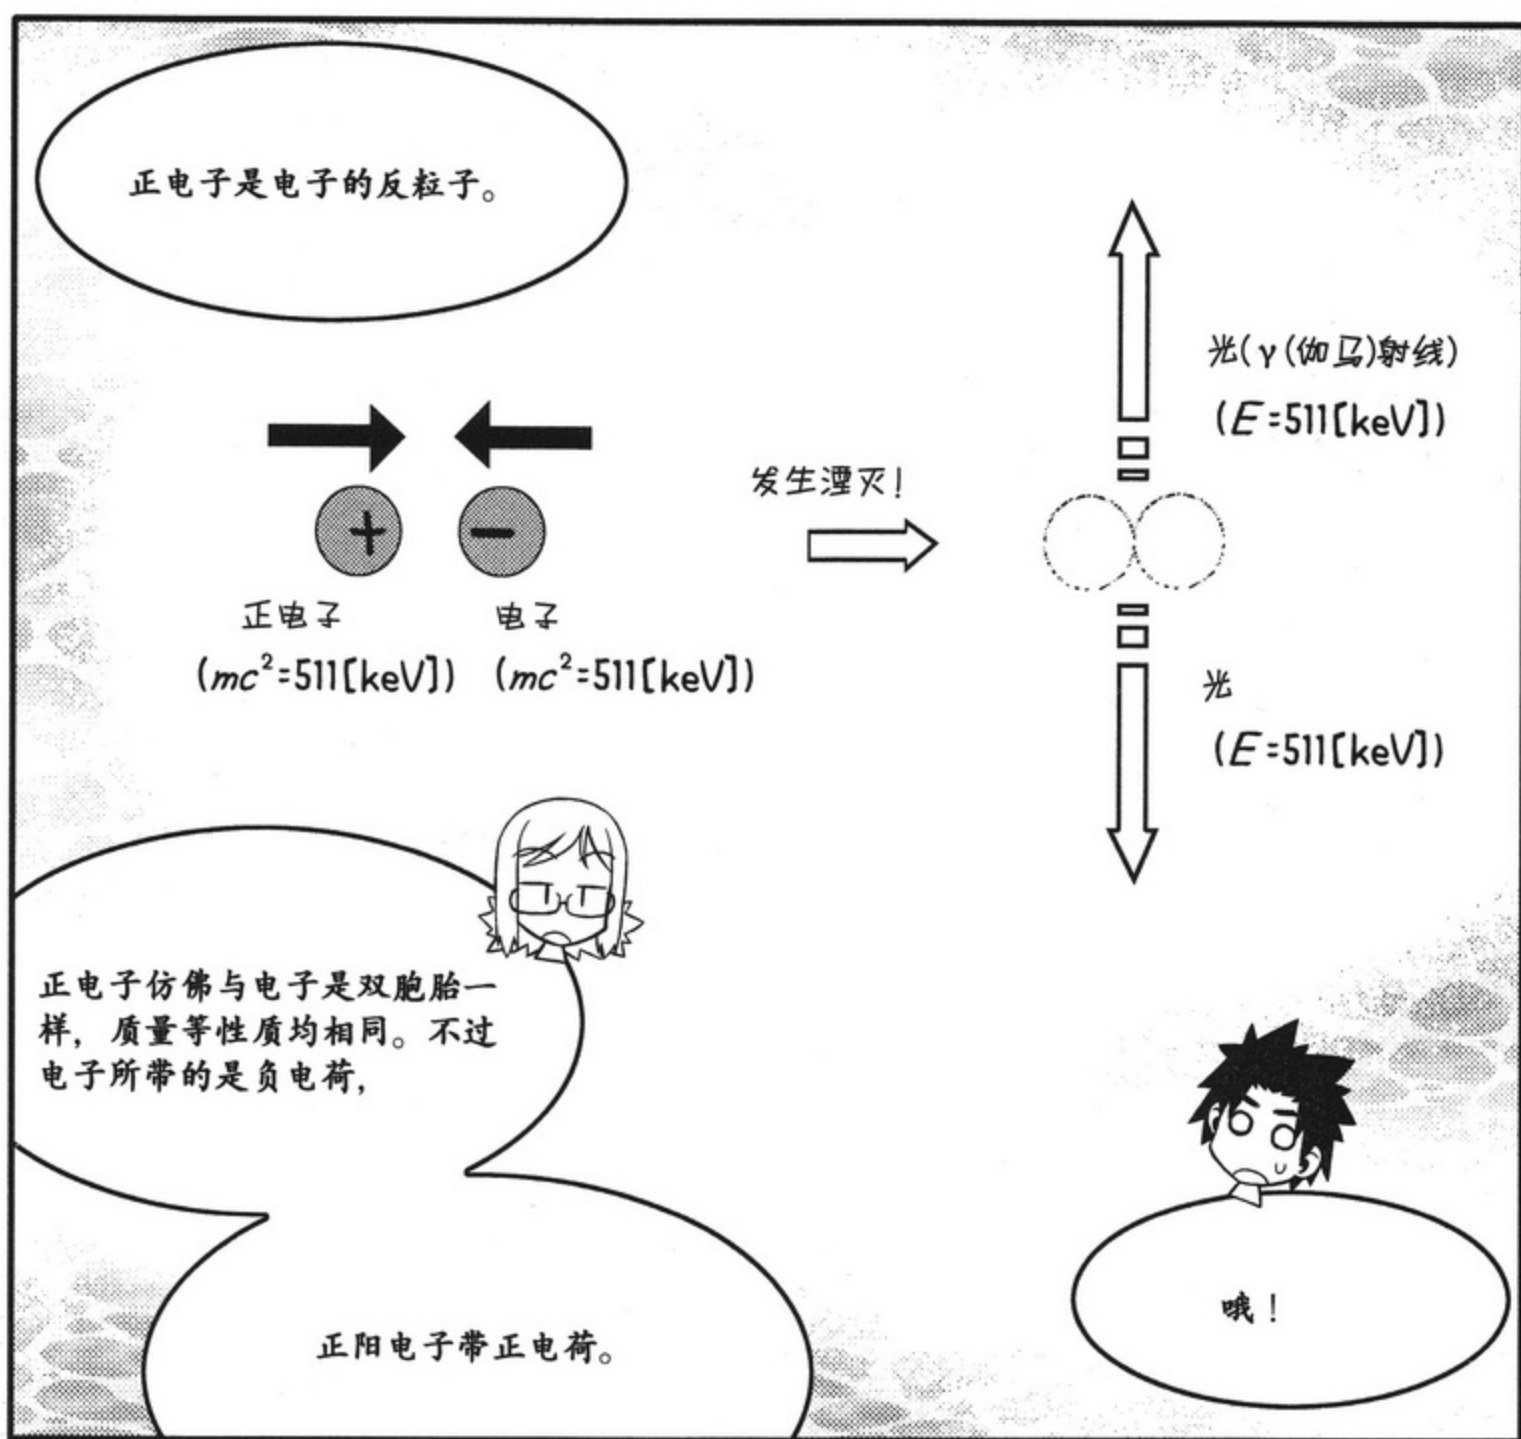 正电子是电子的反粒子。
+
-
正电子
(mc²=511[keV])
电子
(mc²=511[keV])
发生湮灭!
光(γ(伽马)射线)
(E=511[keV])
光
(E=511[keV])
正电子仿佛与电子是双胞胎一
样，质量等性质均相同。不过
电子所带的是负电荷，
正阳电子带正电荷。
哦！